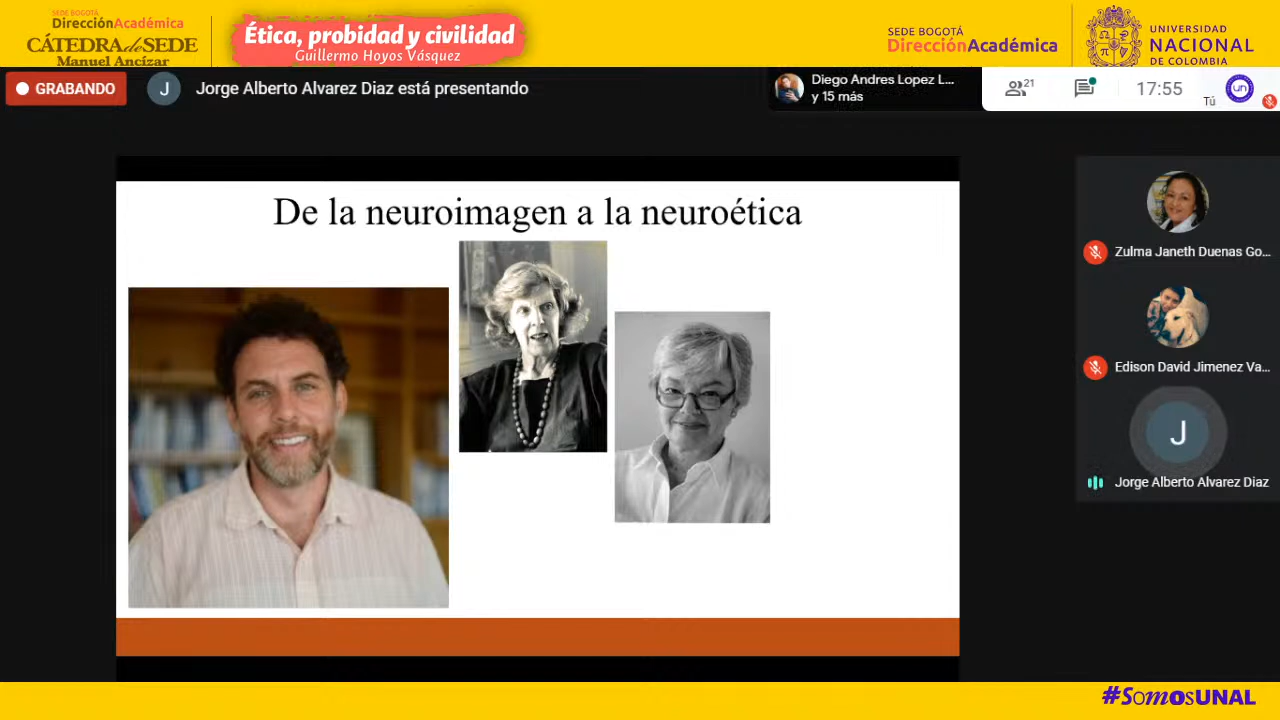 SEDE BOGOTÁ
DirecciónAcadémica
CÁTEDRA de SEDE
Manuel Ancízar
Ética, probidad y civilidad
Guillermo Hoyos Vásquez
SEDE BOGOTÁ
DirecciónAcadémica
UNIVERSIDAD
NACIONAL
DE COLOMBIA
GRABANDO
J
Jorge Alberto Alvarez Diaz está presentando
Diego Andres Lopez L...
y 15 más
21
17:55
Tú
un
De la neuroimagen a la neuroética
Zulma Janeth Duenas Go...
Edison David Jimenez Va...
J
Jorge Alberto Alvarez Diaz
#SomosUNAL